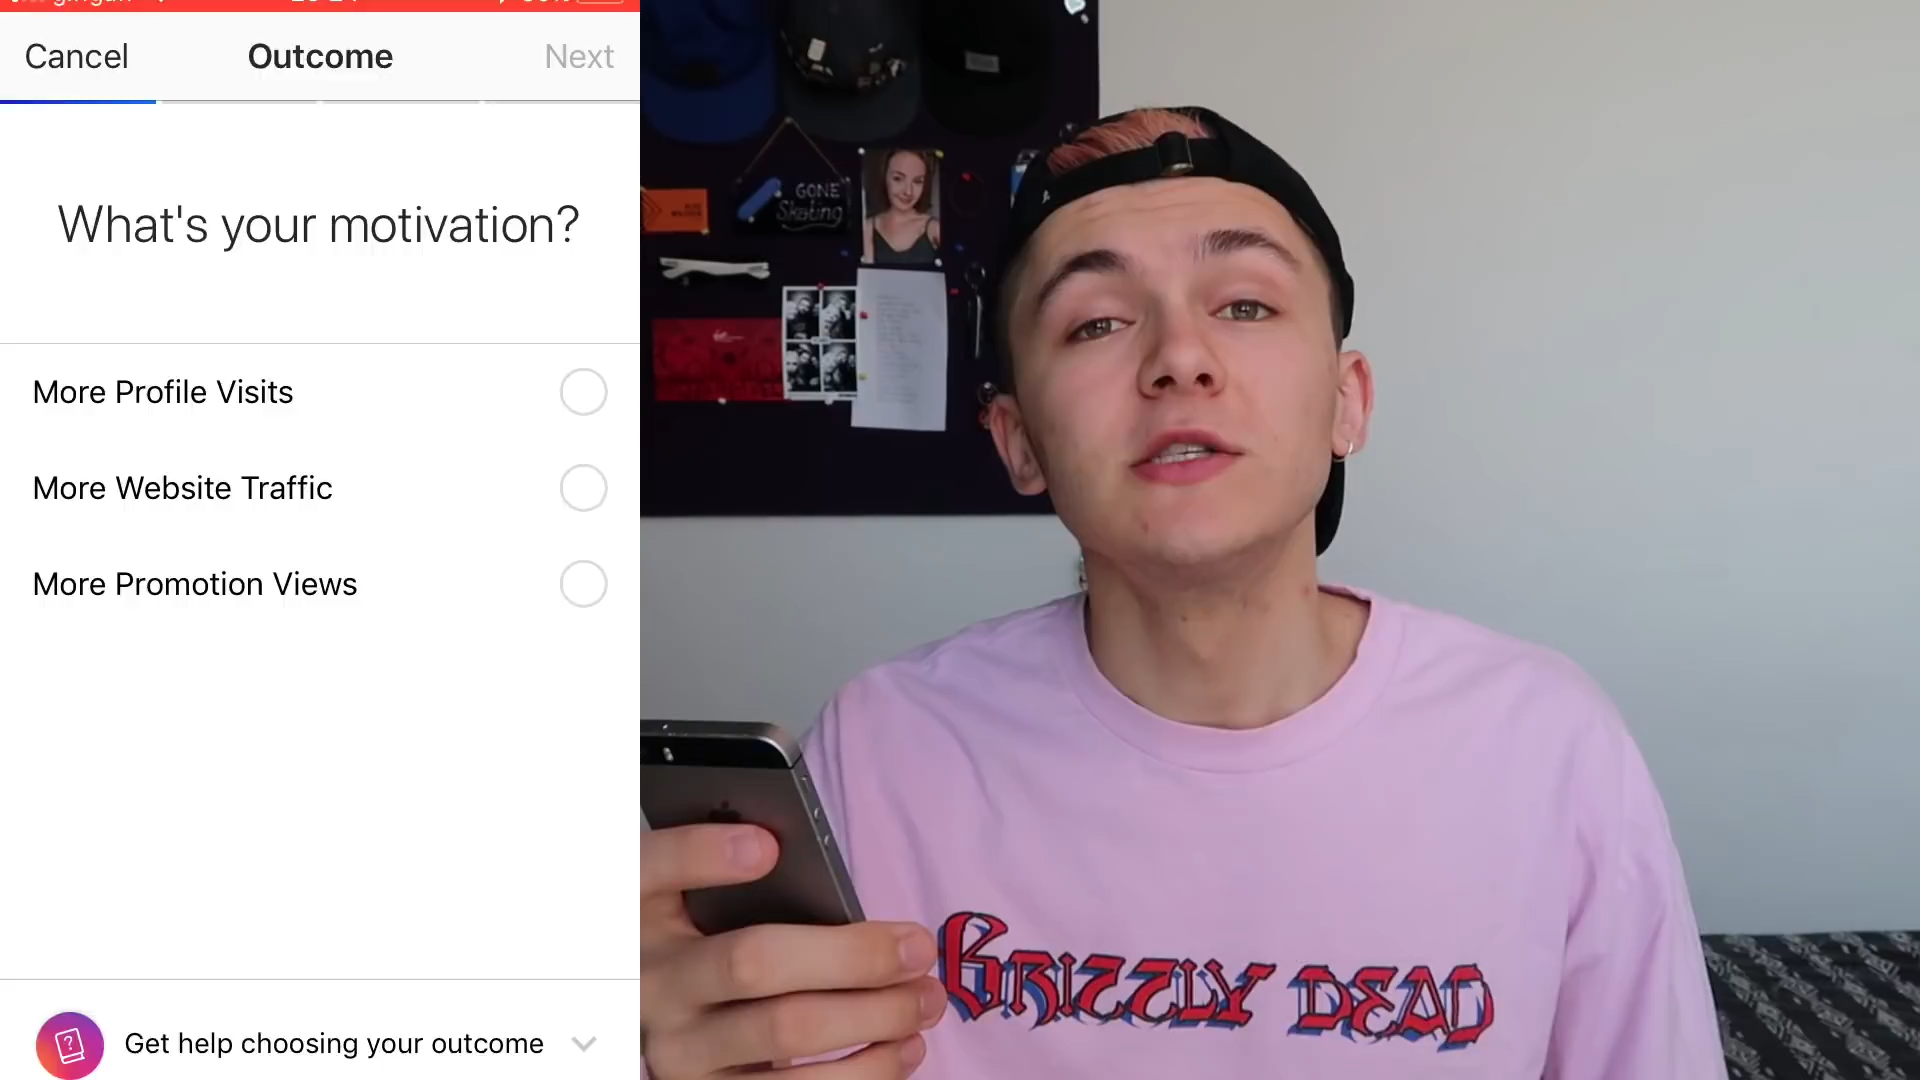 Cancel
Outcome
Next
What's your motivation?
More Profile Visits
More Website Traffic
More Promotion Views
Get help choosing your outcome
GONE
Skating
GRIZZLY DEAD